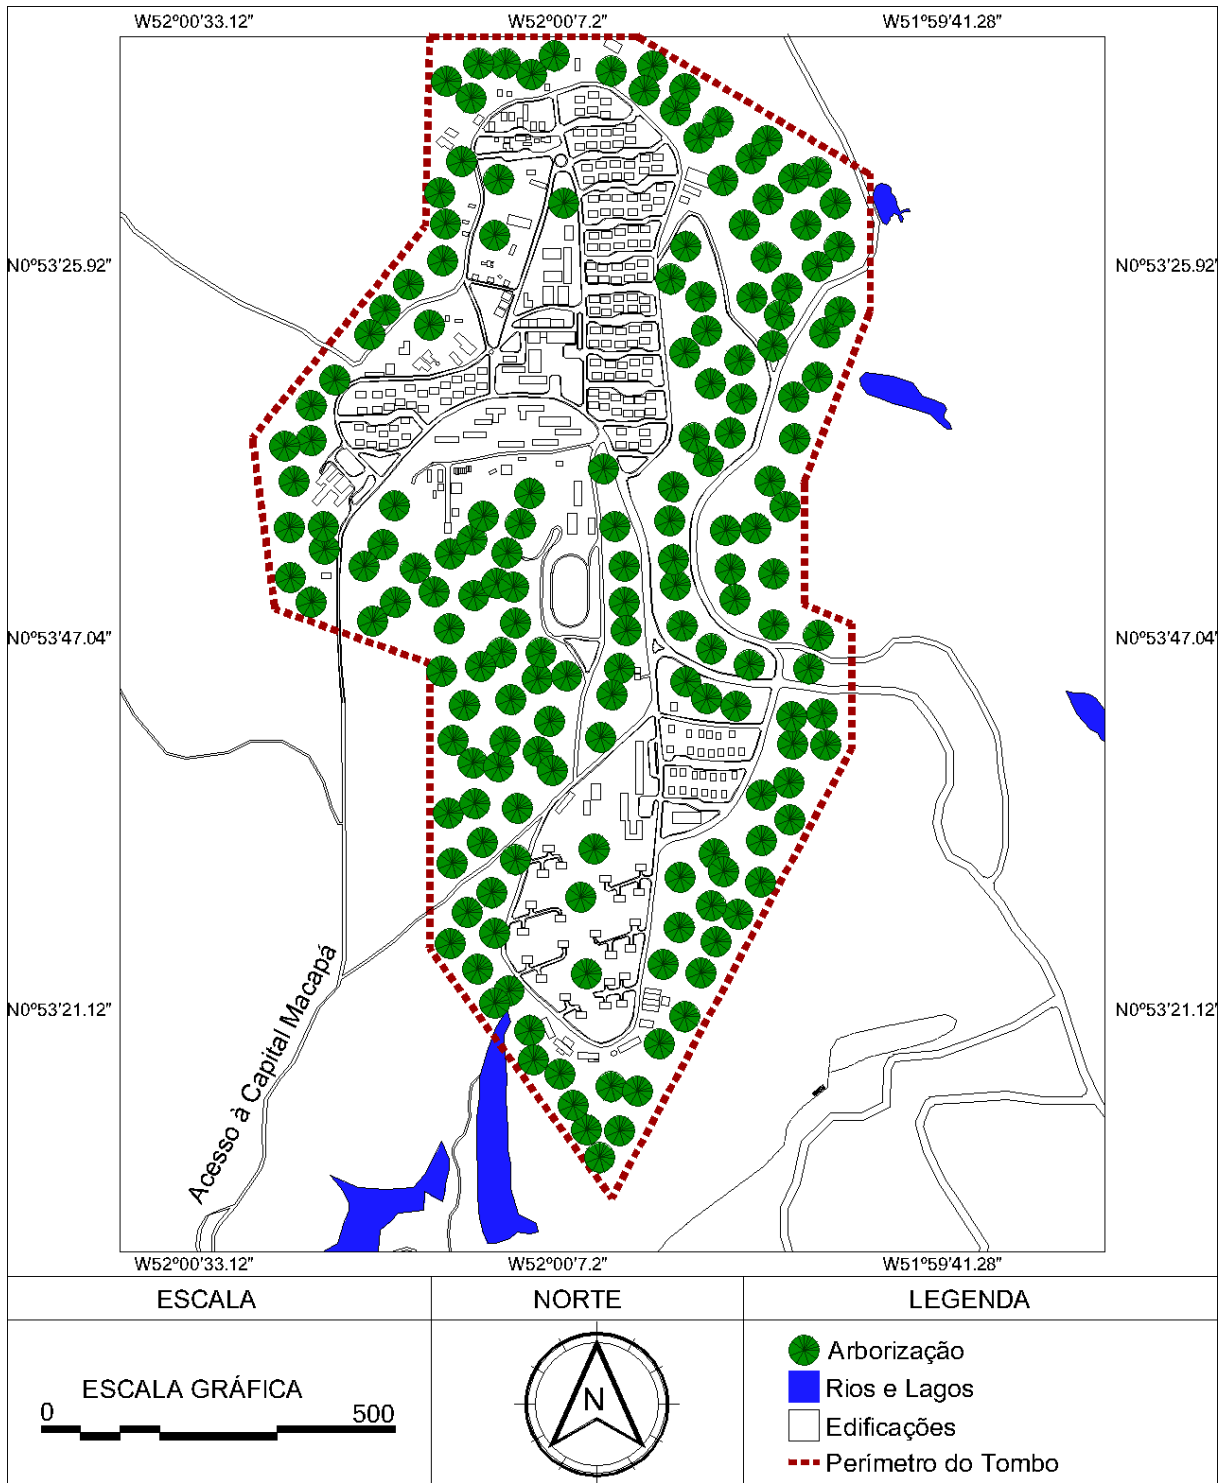 W52º00'33.12" W52º00'7.2" W51º59'41.28"
N0º53'25.92" N0º53'25.92"
N0º53'47.04" N0º53'47.04"
N0º53'21.12" N0º53'21.12"
Acesso à Capital Macapá
W52º00'33.12" W52º00'7.2" W51º59'41.28"
ESCALA
NORTE
LEGENDA
ESCALA GRÁFICA
0 500
N
Arborização
Rios e Lagos
Edificações
Perímetro do Tombo